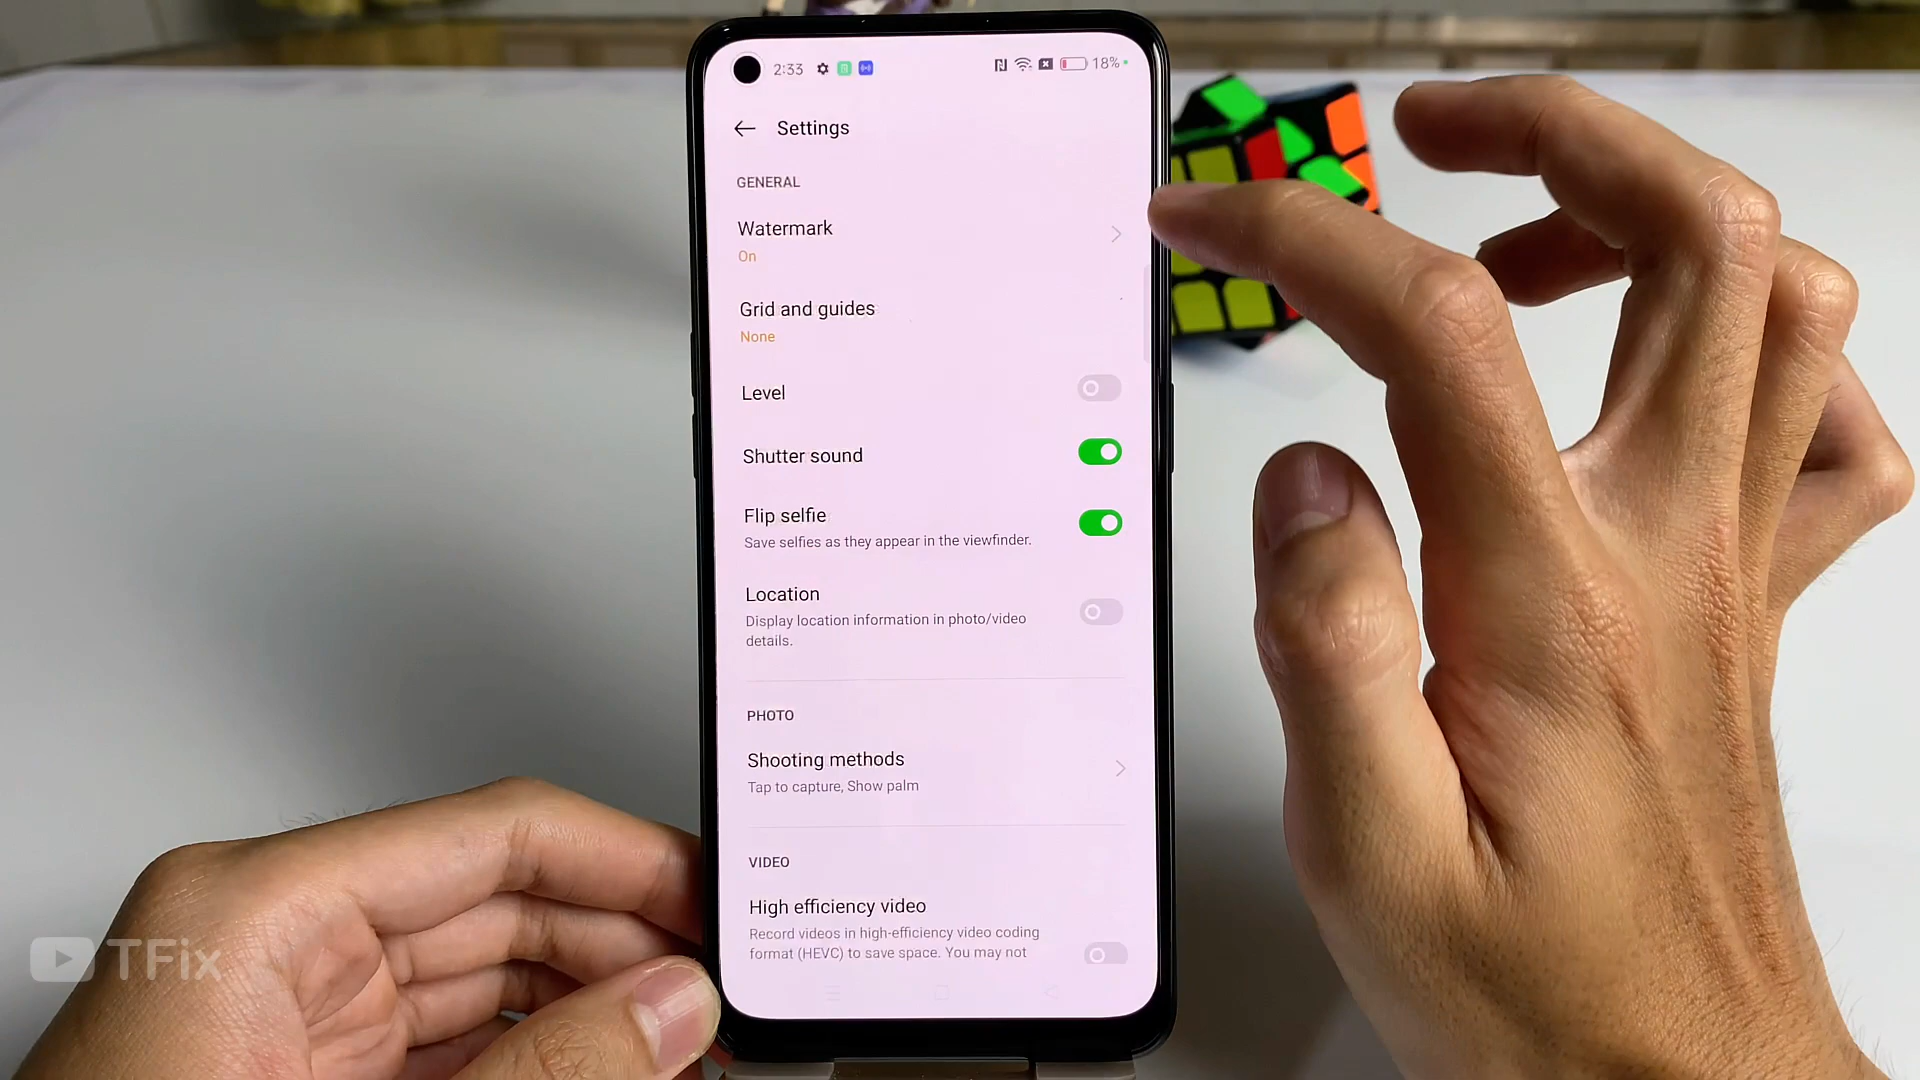 2:33
18%
Settings
GENERAL
Watermark
On
Grid and guides
None
Level
Shutter sound
Flip selfie
Save selfies as they appear in the viewfinder.
Location
Display location information in photo/video
details.
PHOTO
Shooting methods
Tap to capture, Show palm
VIDEO
High efficiency video
Record videos in high-efficiency video coding
format (HEVC) to save space. You may not
TFix